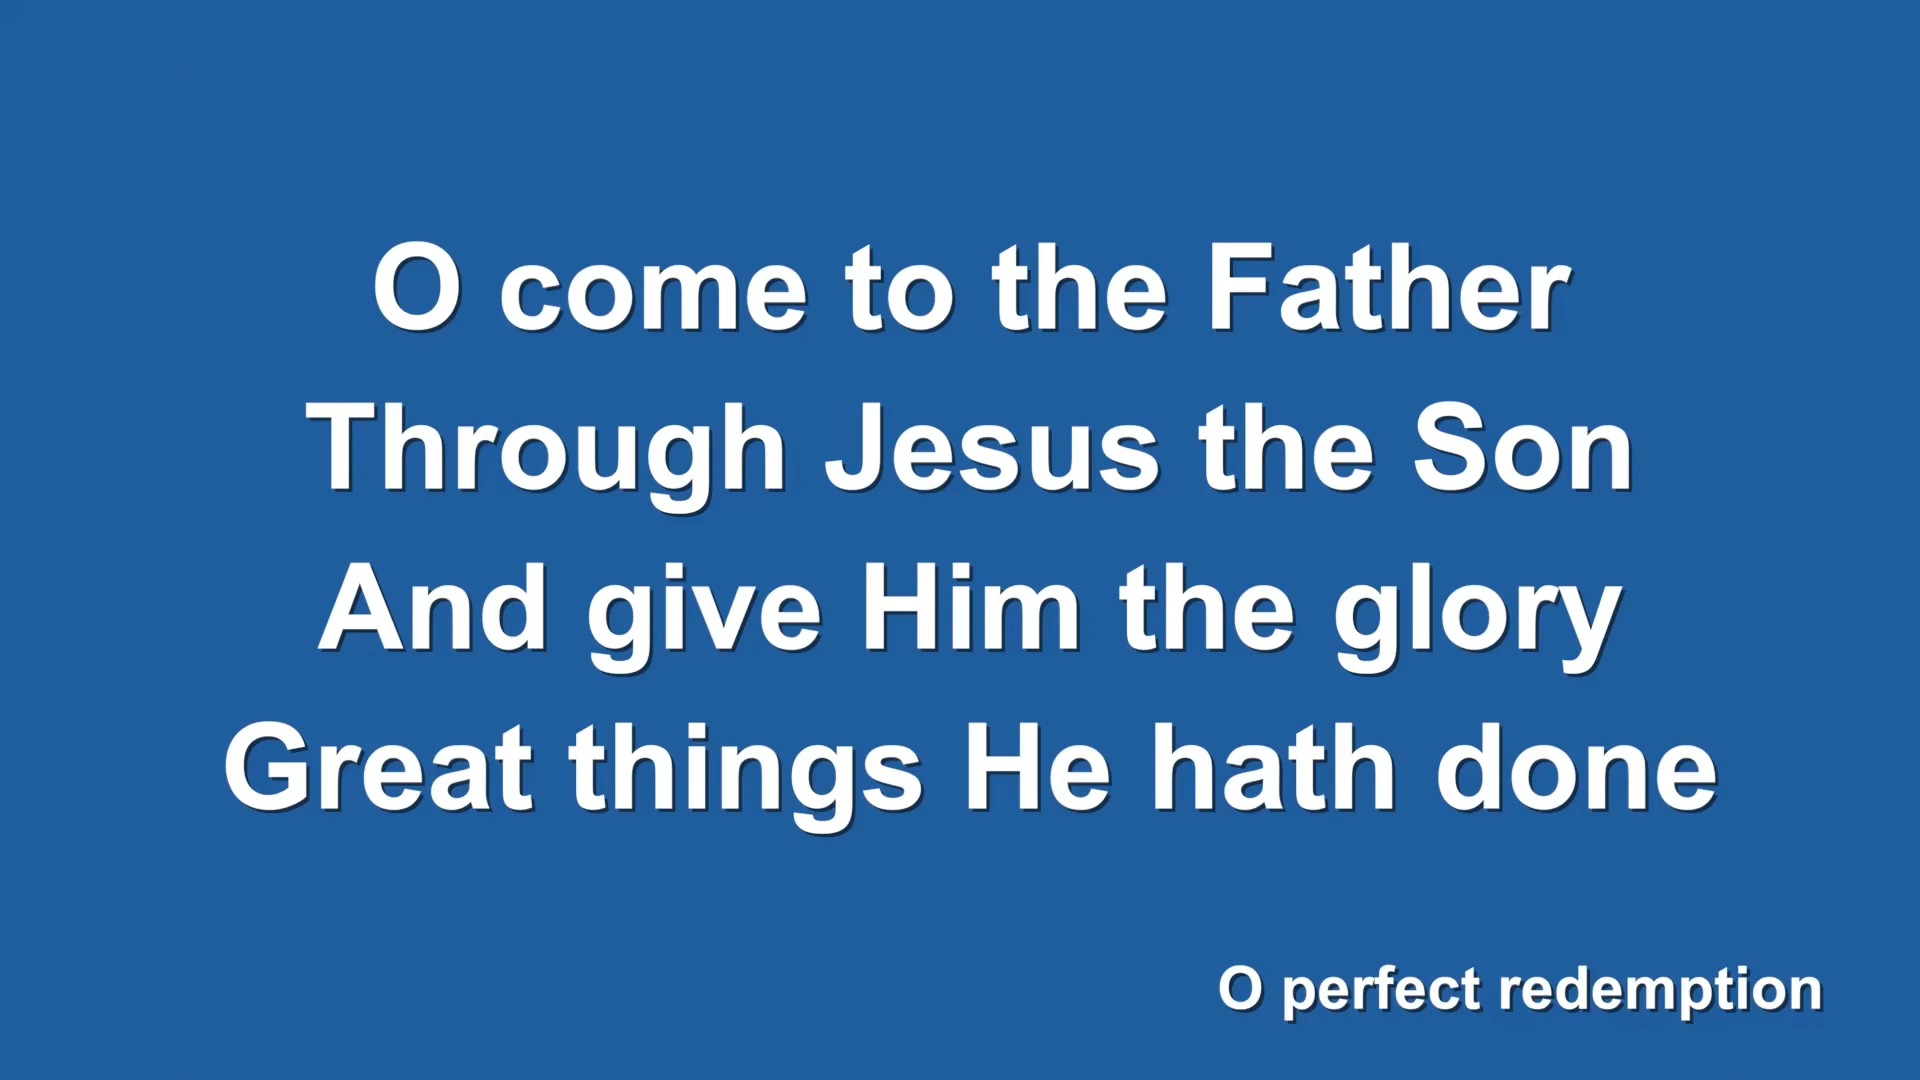 O come to the Father
Through Jesus the Son
And give Him the glory
Great things He hath done
O perfect redemption